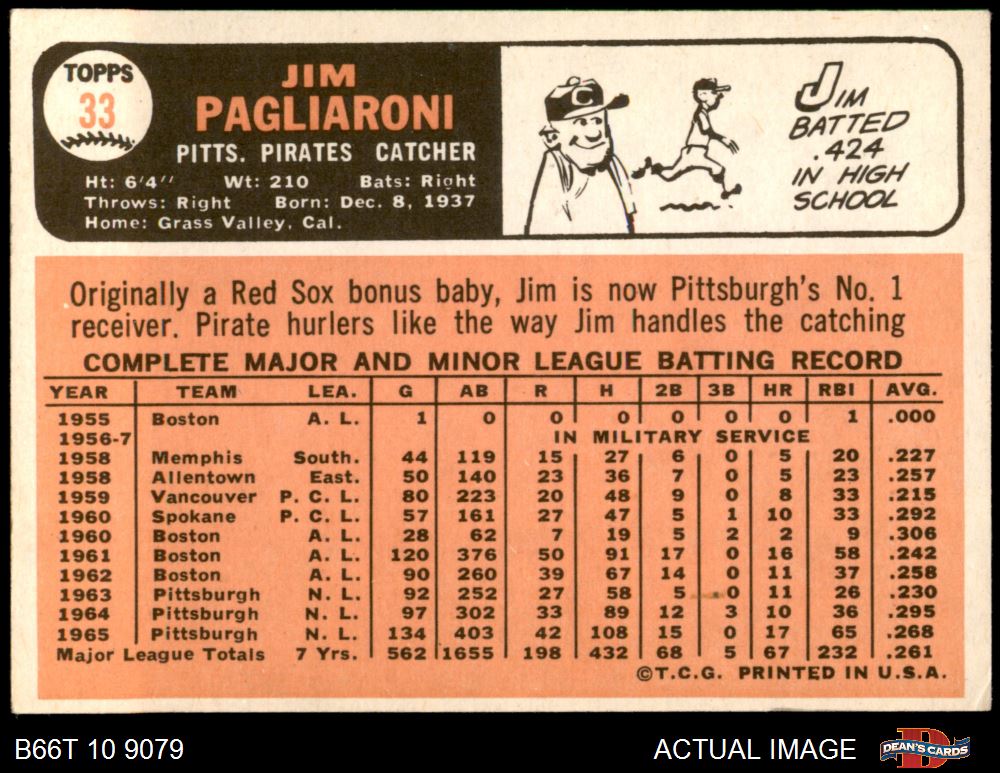 TOPPS
33
JIM
PAGLIARONI
PITTS. PIRATES CATCHER
Ht: 6'4" Wt: 210 Bats: Right
Throws: Right Born: Dec. 8, 1937
Home: Grass Valley, Cal.
C
JIM
BATTED
.424
IN HIGH
SCHOOL
Originally a Red Sox bonus baby, Jim is now Pittsburgh's No. 1
receiver. Pirate hurlers like the way Jim handles the catching
COMPLETE MAJOR AND MINOR LEAGUE BATTING RECORD
YEAR TEAM LEA. G AB R H 2B 3B HR RBI AVG.
1955 Boston A. L. 1 0 0 0 0 0 0 1 .000
1956-7 IN MILITARY SERVICE
1958 Memphis South. 44 119 15 27 6 0 5 20 .227
1958 Allentown East. 50 140 23 36 7 0 5 23 .257
1959 Vancouver P. C. L. 80 223 20 48 9 0 8 33 .215
1960 Spokane P. C. L. 57 161 27 47 5 1 10 33 .292
1960 Boston A. L. 28 62 7 19 5 2 2 9 .306
1961 Boston A. L. 120 376 50 91 17 0 16 58 .242
1962 Boston A. L. 90 260 39 67 14 0 11 37 .258
1963 Pittsburgh N. L. 92 252 27 58 5 0 11 26 .230
1964 Pittsburgh N. L. 97 302 33 89 12 3 10 36 .295
1965 Pittsburgh N. L. 134 403 42 108 15 0 17 65 .268
Major League Totals 7 Yrs. 562 1655 198 432 68 5 67 232 .261
©T.C.G. PRINTED IN U.S.A.
B66T 10 9079
ACTUAL IMAGE
DEAN'S CARDS